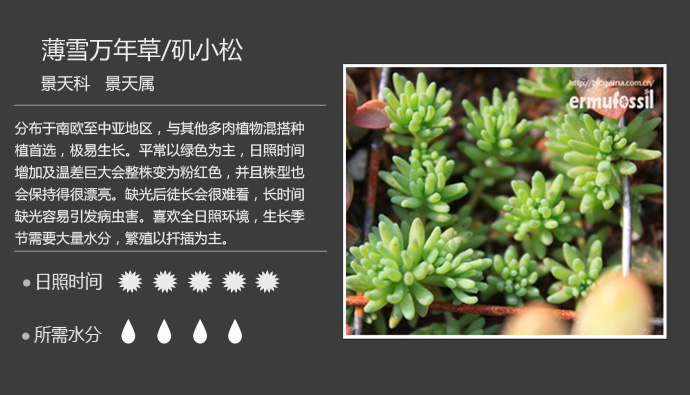 薄雪万年草/矶小松
景天科 景天属
分布于南欧至中亚地区，与其他多肉植物混搭种
植首选，极易生长。平常以绿色为主，日照时间
增加及温差巨大会整株变为粉红色，并且株型也
会保持得很漂亮。缺光后徒长会很难看，长时间
缺光容易引发病虫害。喜欢全日照环境，生长季
节需要大量水分，繁殖以扦插为主。
日照时间
所需水分
ermufossil